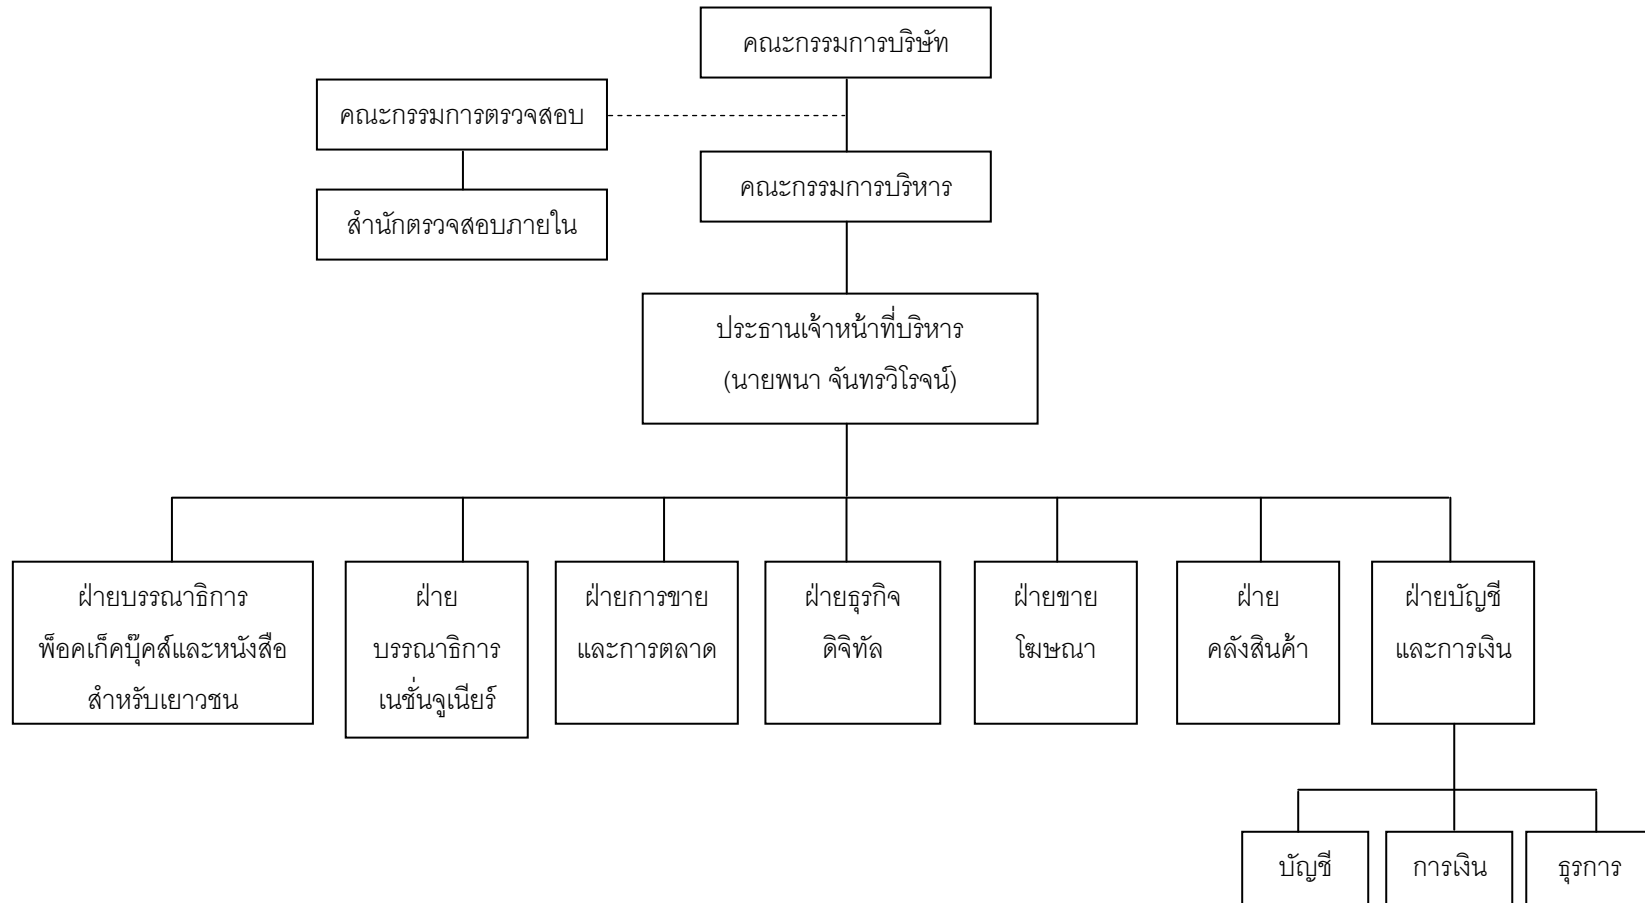 คณะกรรมการบริษัท
คณะกรรมการตรวจสอบ
คณะกรรมการบริหาร
สำนักตรวจสอบภายใน
ประธานเจ้าหน้าที่บริหาร
(นายพนา จันทรวิโรจน์)
ฝ่ายบรรณาธิการ
พ็อคเก็คบุ๊คส์และหนังสือ
สำหรับเยาวชน
ฝ่าย
บรรณาธิการ
เนชั่นจูเนียร์
ฝ่ายการขาย
และการตลาด
ฝ่ายธุรกิจ
ดิจิทัล
ฝ่ายขาย
โฆษณา
ฝ่าย
คลังสินค้า
ฝ่ายบัญชี
และการเงิน
บัญชี
การเงิน
ธุรการ